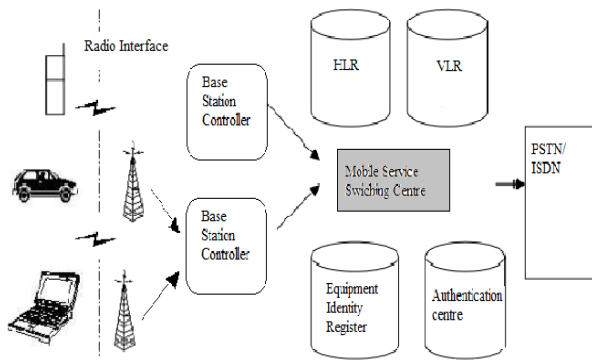 Radio Interface
HLR
VLR
Base
Station
Controller
PSTN/
ISDN
Mobile Service
Swiching Centre
Base
Station
Controller
Equipment
Identity
Register
Authentication
centre